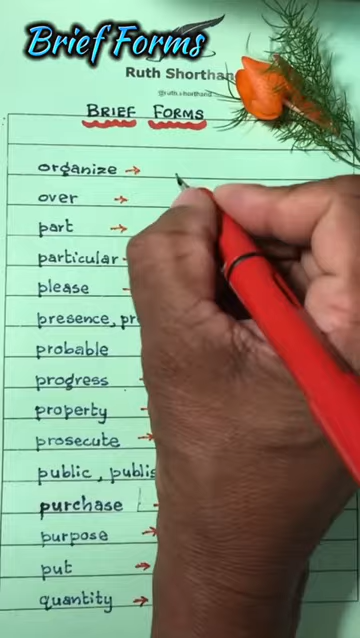 Brief Forms
Ruth Shorthand
@ruth.shorthand
BRIEF FORMS
organize →
over →
part →
particular
please
presence, pr
probable
progress
property
prosecute →
public, publis
purchase
purpose →
put →
quantity →